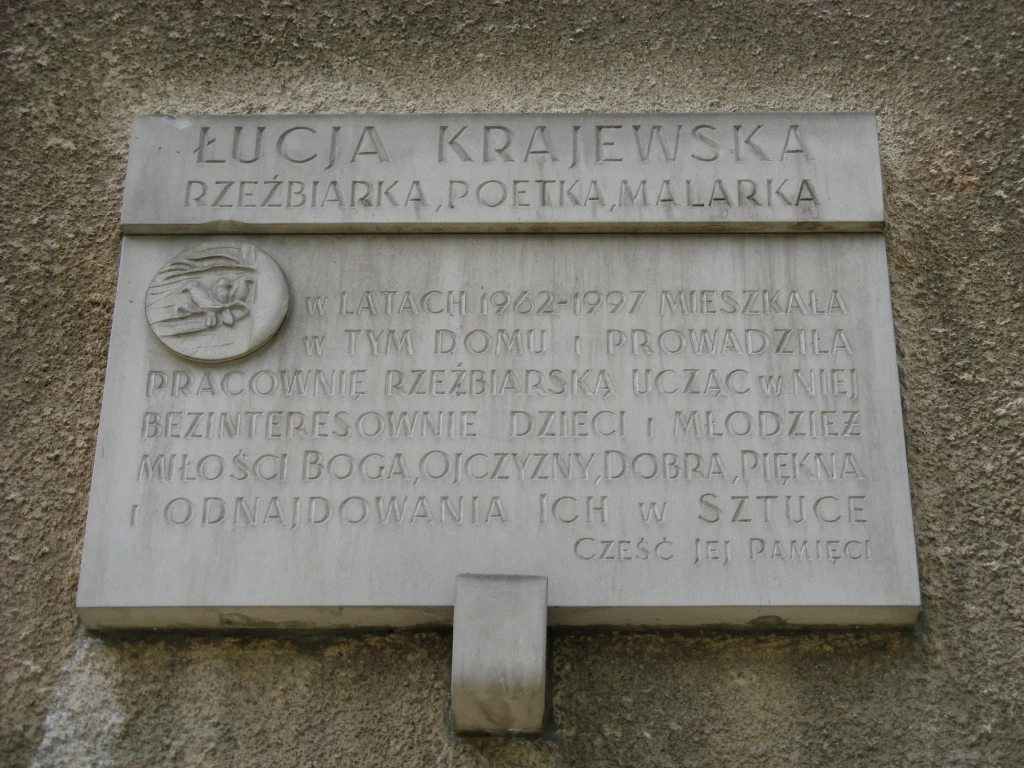 ŁUCJA KRAJEWSKA
RZEŹBIARKA, POETKA, MALARKA
W LATACH 1962-1997 MIESZKAŁA
W TYM DOMU I PROWADZIŁA
PRACOWNIĘ RZEŹBIARSKĄ UCZĄC W NIEJ
BEZINTERESOWNIE DZIECI I MŁODZIEŻ
MIŁOŚCI BOGA, OJCZYZNY, DOBRA, PIĘKNA
I ODNAJDOWANIA ICH W SZTUCE
CZEŚĆ JEJ PAMIĘCI